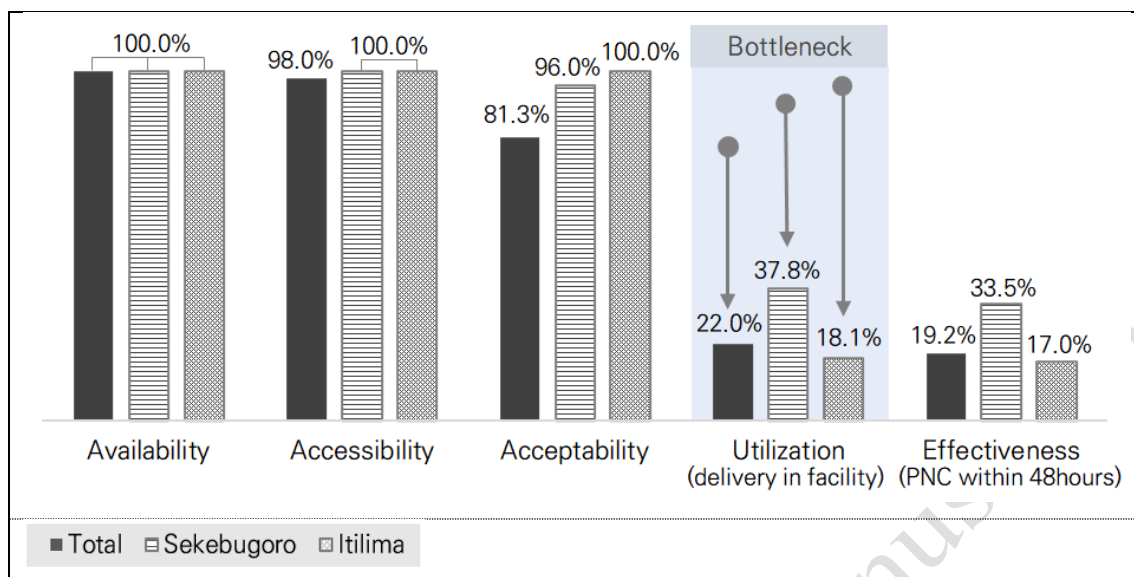 100.0%
98.0%
100.0%
81.3%
96.0%
100.0%
Bottleneck
22.0%
37.8%
18.1%
19.2%
33.5%
17.0%
Availability
Accessibility
Acceptability
Utilization
(delivery in facility)
Effectiveness
(PNC within 48hours)
Total
Sekebugoro
Itilima